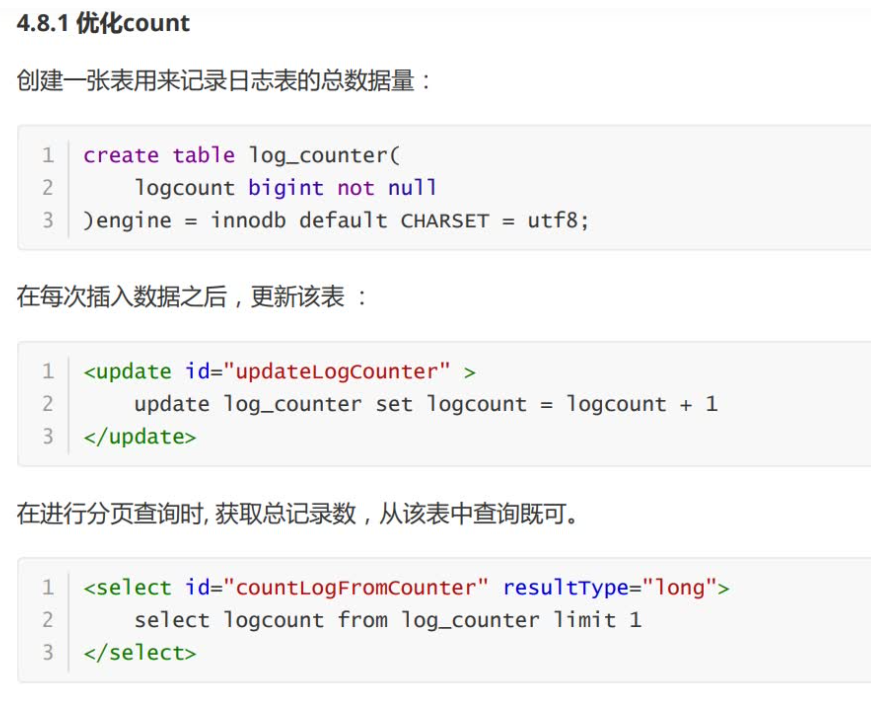 4.8.1 优化count
创建一张表用来记录日志表的总数据量：
1 create table log_counter(
2     logcount bigint not null
3 )engine = innodb default CHARSET = utf8;
在每次插入数据之后，更新该表 ：
1 <update id="updateLogCounter" >
2     update log_counter set logcount = logcount + 1
3 </update>
在进行分页查询时, 获取总记录数，从该表中查询既可。
1 <select id="countLogFromCounter" resultType="long">
2     select logcount from log_counter limit 1
3 </select>